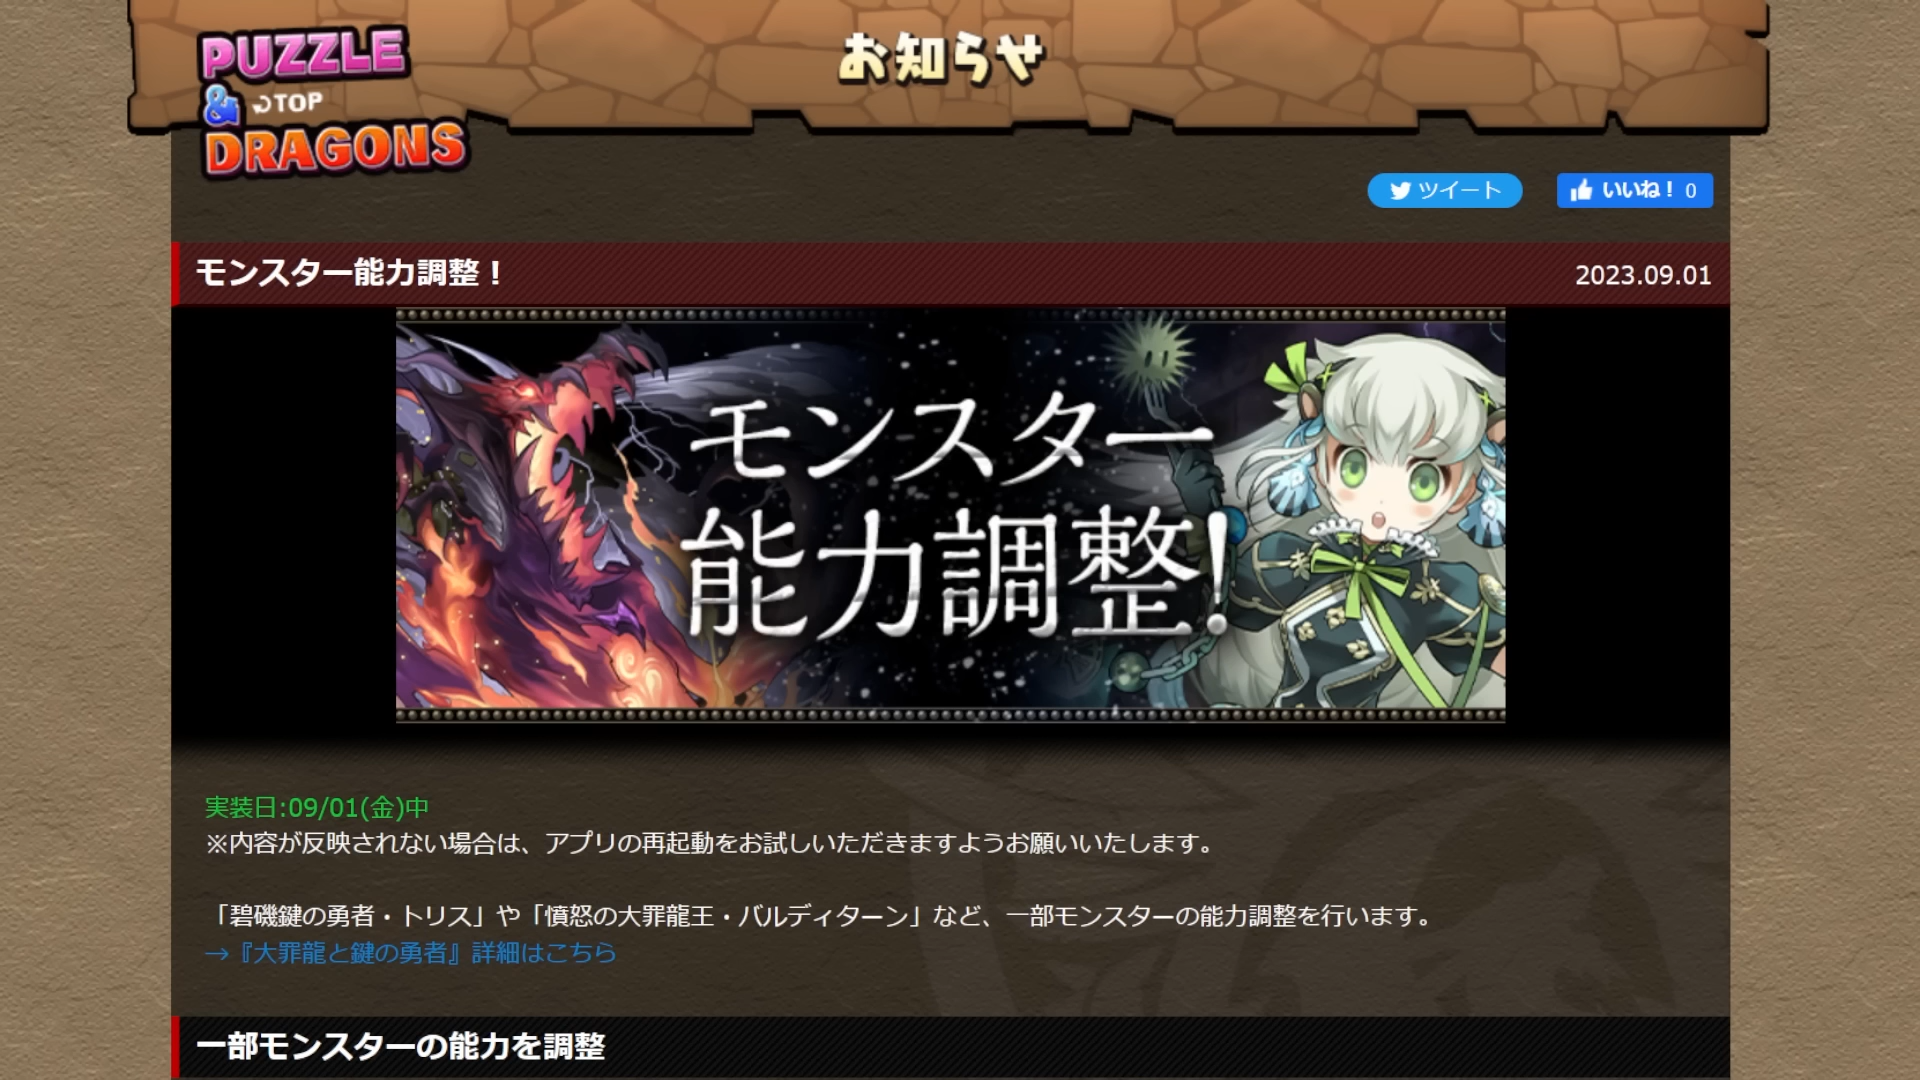 お知らせ
PUZZLE
& TOP
DRAGONS
ツイート
いいね！ 0
モンスター能力調整！
2023.09.01
モンスター
能力調整!
実装日:09/01(金)中
※内容が反映されない場合は、アプリの再起動をお試しいただきますようお願いいたします。
「碧磯鍵の勇者・トリス」や「憤怒の大罪龍王・バルディターン」など、一部モンスターの能力調整を行います。
→『大罪龍と鍵の勇者』詳細はこちら
一部モンスターの能力を調整